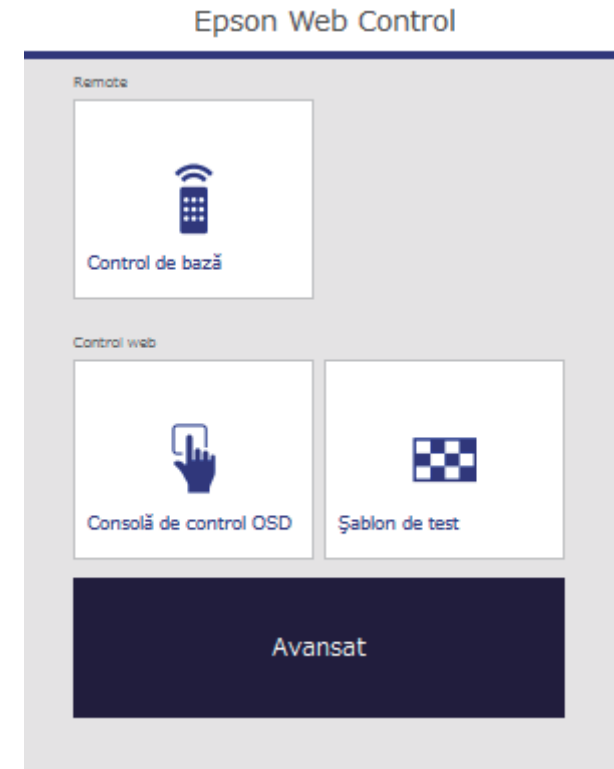 Epson Web Control
Remote
Control de bază
Control web
Consolă de control OSD
Şablon de test
Avansat